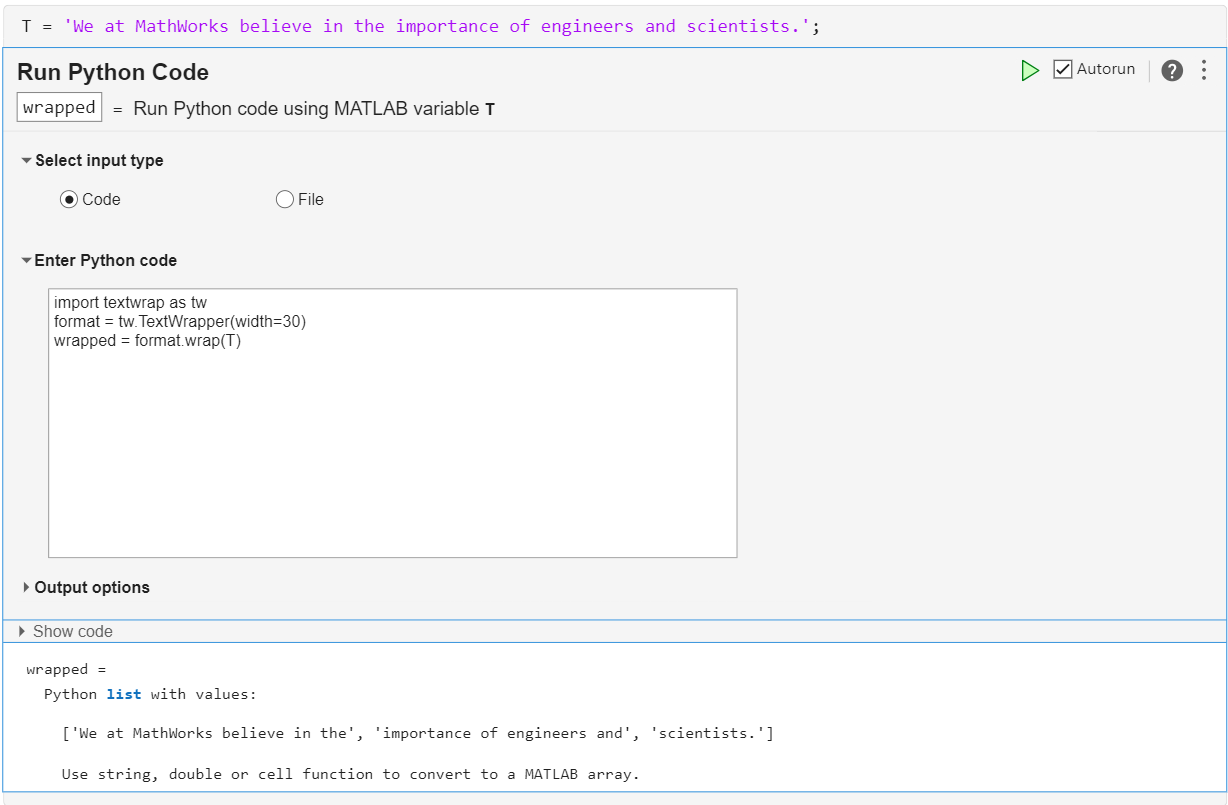 T = 'We at MathWorks believe in the importance of engineers and scientists.';
Run Python Code
Autorun
?
wrapped = Run Python code using MATLAB variable T
Select input type
Code File
Enter Python code
import textwrap as tw
format = tw.TextWrapper(width=30)
wrapped = format.wrap(T)
Output options
Show code
wrapped =
Python list with values:
['We at MathWorks believe in the', 'importance of engineers and', 'scientists.']
Use string, double or cell function to convert to a MATLAB array.